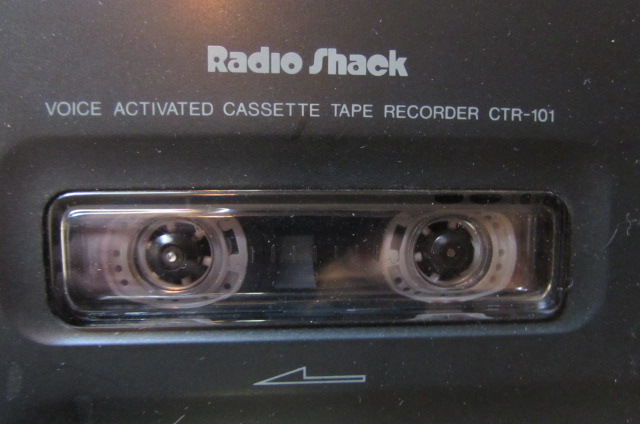 Radio Shack
VOICE ACTIVATED CASSETTE TAPE RECORDER CTR-101